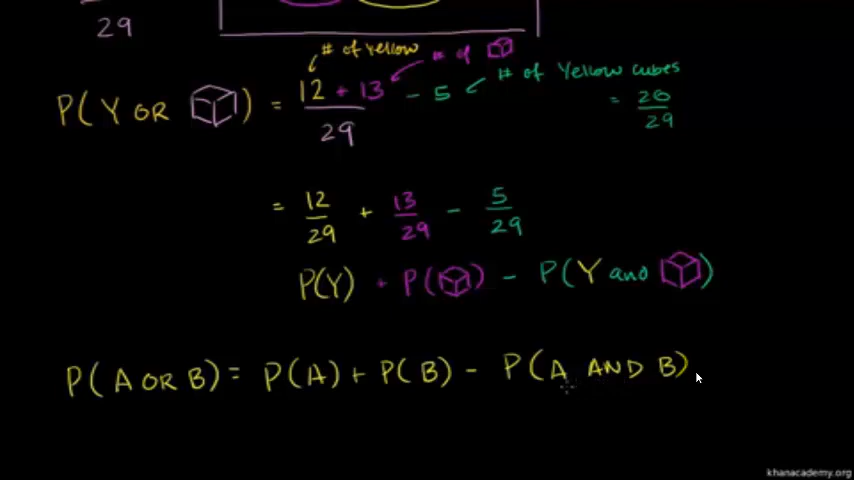 29
# of Yellow # of
P(Y OR ) = 12 + 13 - 5 / 29 # of Yellow cubes = 20/29
= 12/29 + 13/29 - 5/29
P(Y) + P( ) - P(Y and )
P(A OR B) = P(A) + P(B) - P(A AND B)
khanacademy.org